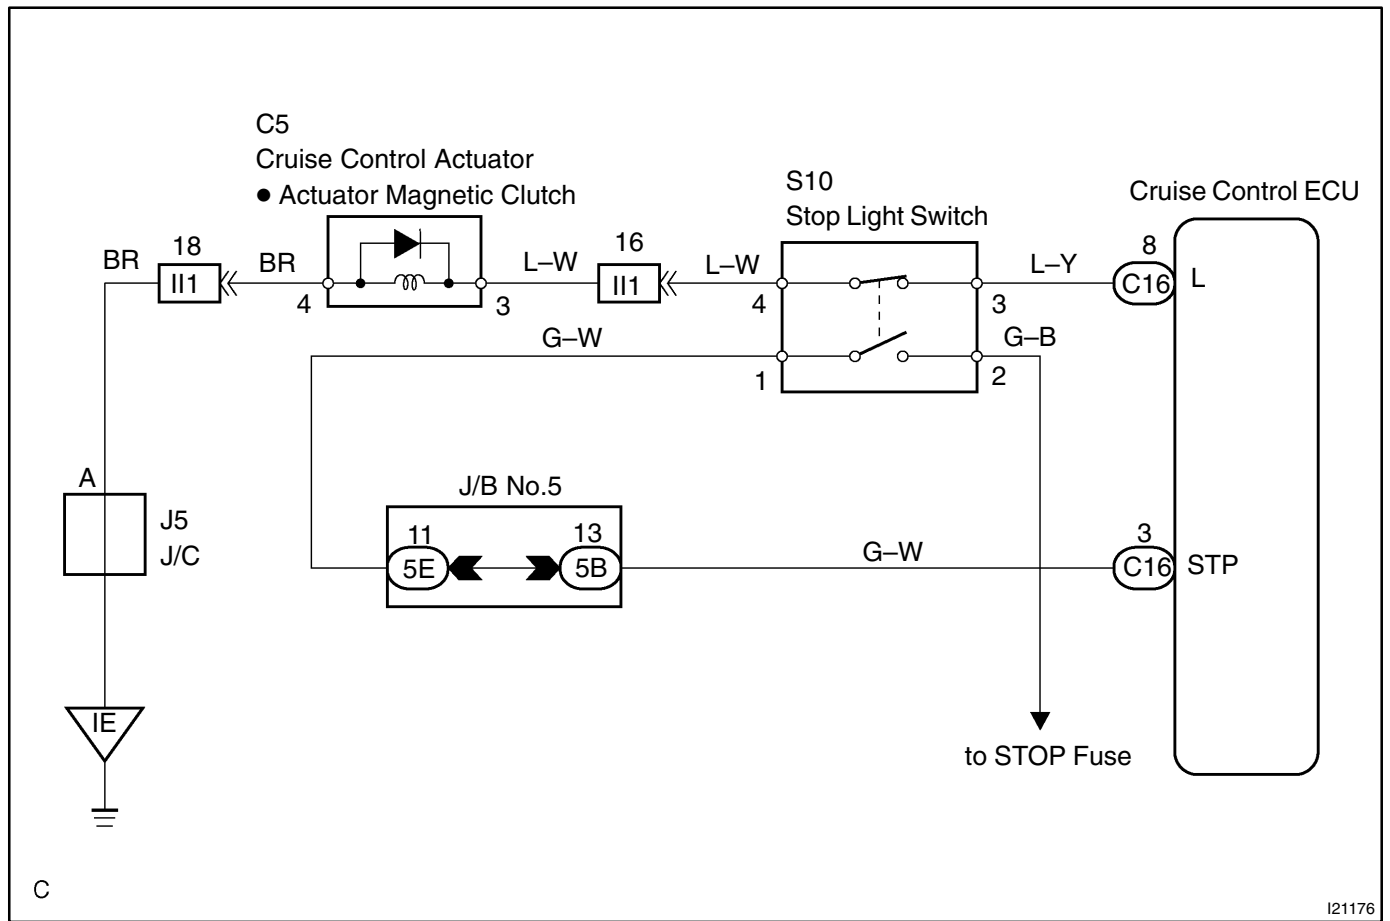 C5
Cruise Control Actuator
● Actuator Magnetic Clutch
S10
Stop Light Switch
Cruise Control ECU
BR
18
II1
BR
4
3
L–W
16
II1
L–W
4
3
L–Y
8
C16
L
G–W
1
2
G–B
A
J5
J/C
J/B No.5
11
5E
13
5B
G–W
3
C16
STP
IE
to STOP Fuse
C
I21176